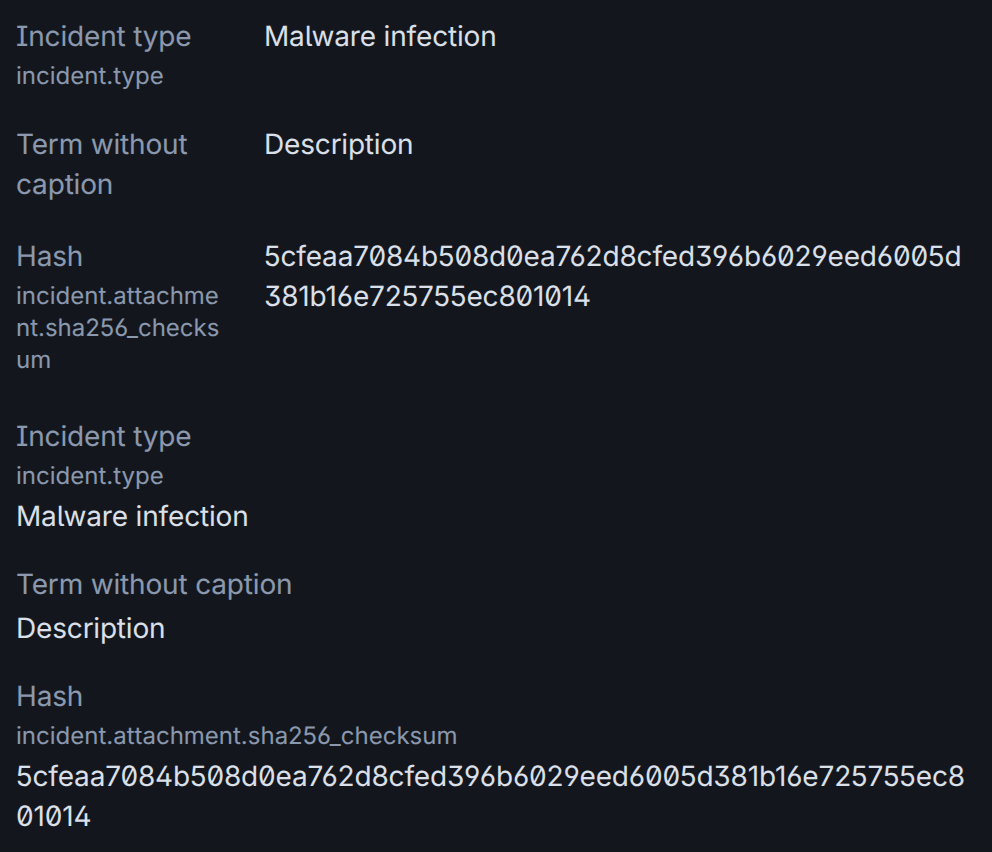 Incident type
Malware infection
incident.type
Term without
Description
caption
Hash
5cfeaa7084b508d0ea762d8cfed396b6029eed6005d
incident.attachme
381b16e725755ec801014
nt.sha256_checks
um
Incident type
incident.type
Malware infection
Term without caption
Description
Hash
incident.attachment.sha256_checksum
5cfeaa7084b508d0ea762d8cfed396b6029eed6005d381b16e725755ec8
01014